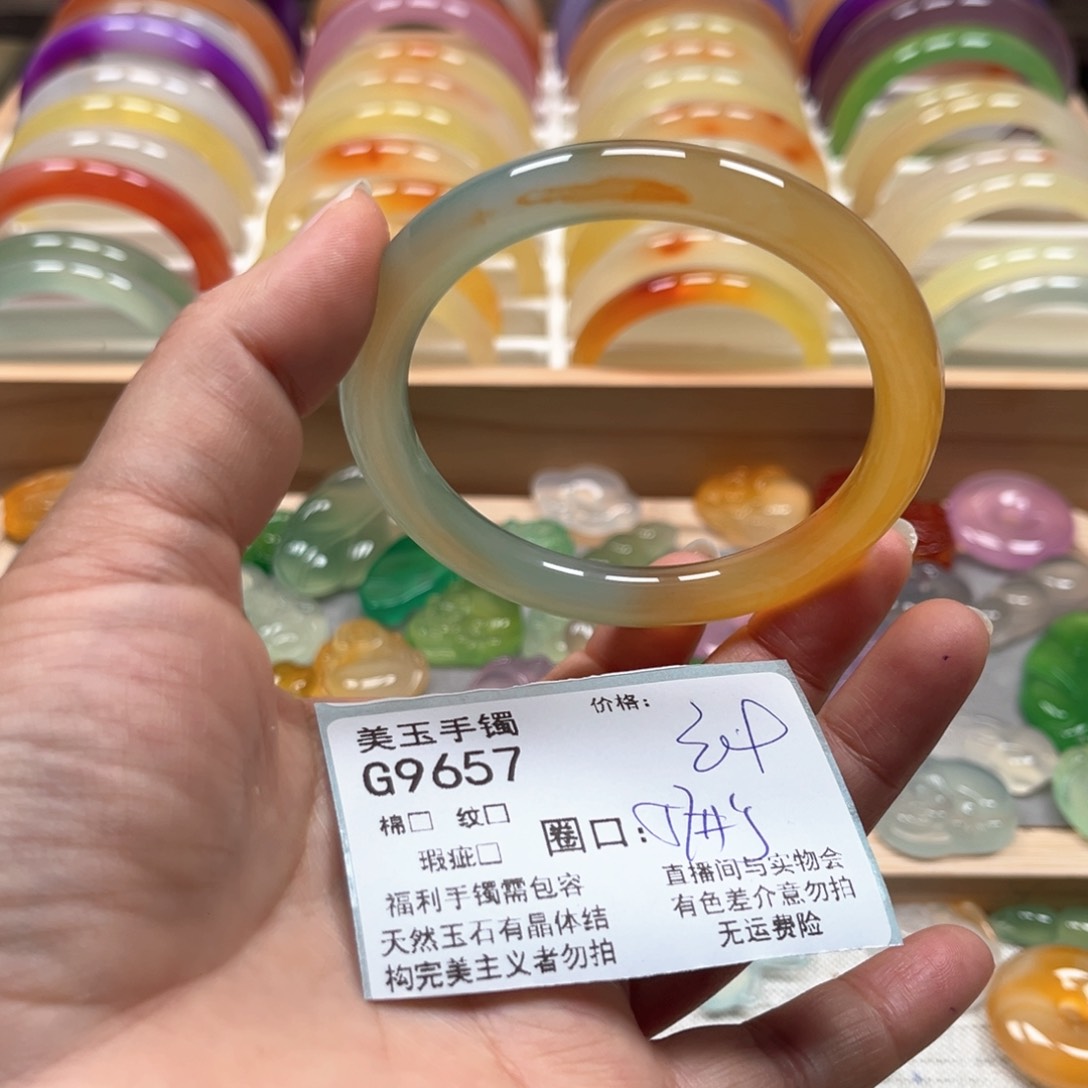 美玉手镯
价格:
G9657
棉□ 纹□
瑕疵□
圈口:
福利手镯需包容
天然玉石有晶体结
构完美主义者勿拍
直播间与实物会
有色差介意勿拍
无运费险